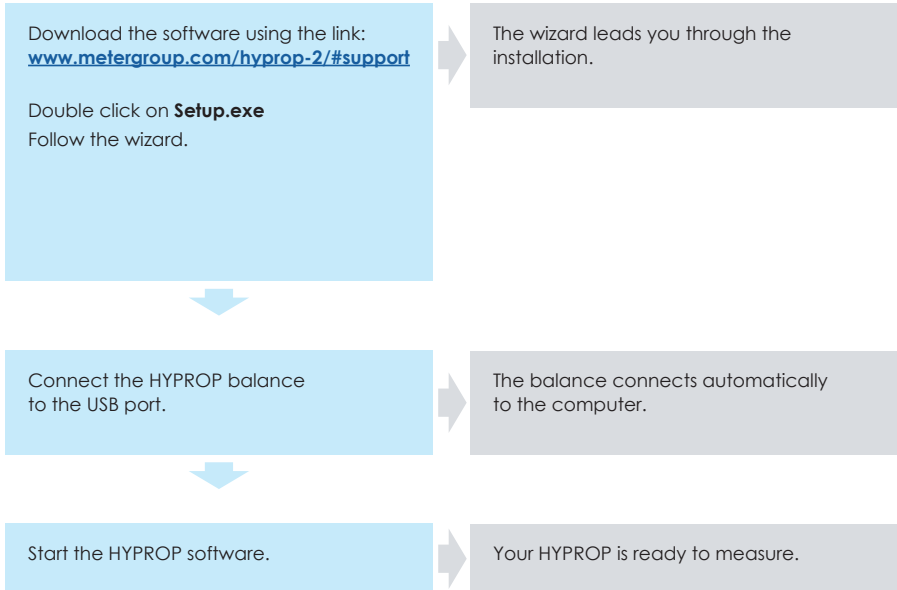 Download the software using the link:
www.metergroup.com/hyprop-2/#support
Double click on Setup.exe
Follow the wizard.
The wizard leads you through the
installation.
Connect the HYPROP balance
to the USB port.
The balance connects automatically
to the computer.
Start the HYPROP software.
Your HYPROP is ready to measure.